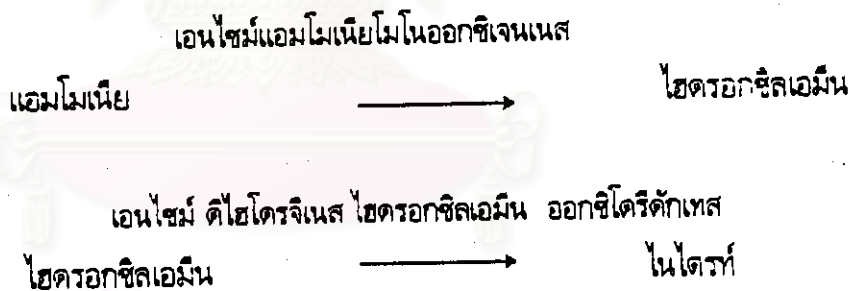 เอนไซม์แอมโมเนียโมโนออกซิเจนเนส
แอมโมเนีย ไฮดรอกซิลเอมีน
เอนไซม์ ดีไฮโดรจิเนส ไฮดรอกซิลเอมีน ออกซิโดรีดักเทส
ไฮดรอกซิลเอมีน ไนไตรท์